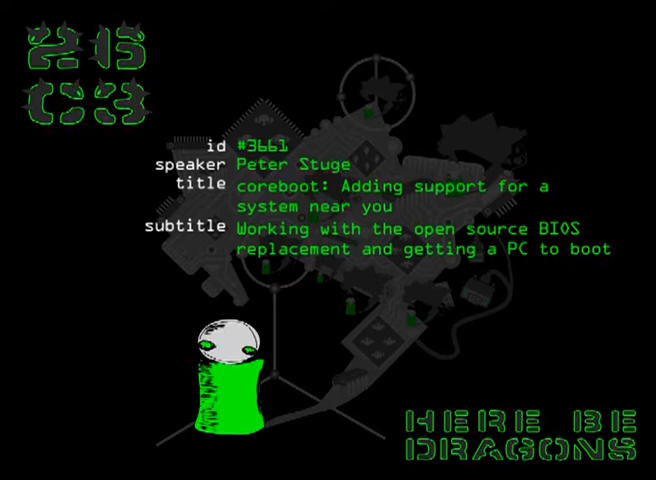 26
C3
id #3661
speaker Peter Stuge
title coreboot: Adding support for a
system near you
subtitle Working with the open source BIOS
replacement and getting a PC to boot
HERE BE
DRAGONS